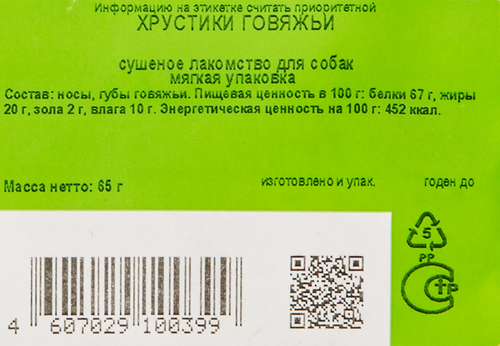 Информацию на этикетке считать приоритетной
ХРУСТИКИ ГОВЯЖЬИ
сушеное лакомство для собак
мягкая упаковка
Состав: носы, губы говяжьи. Пищевая ценность в 100 г: белки 67 г, жиры
20 г, зола 2 г, влага 10 г. Энергетическая ценность на 100 г: 452 ккал.
Масса нетто: 65 г
изготовлено и упак.
годен до
5
PP
СтР
4 607029 100399